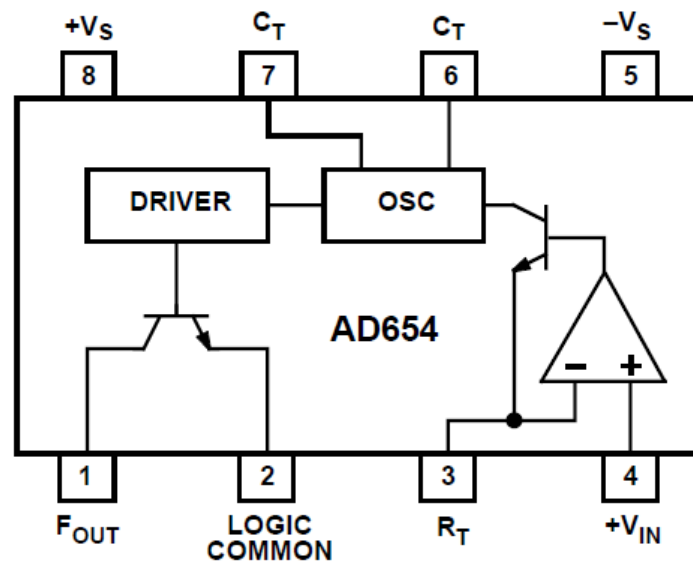 +VS CT CT –VS
8 7 6 5
DRIVER OSC
AD654
– +
1 2 3 4
FOUT LOGIC COMMON RT +VIN